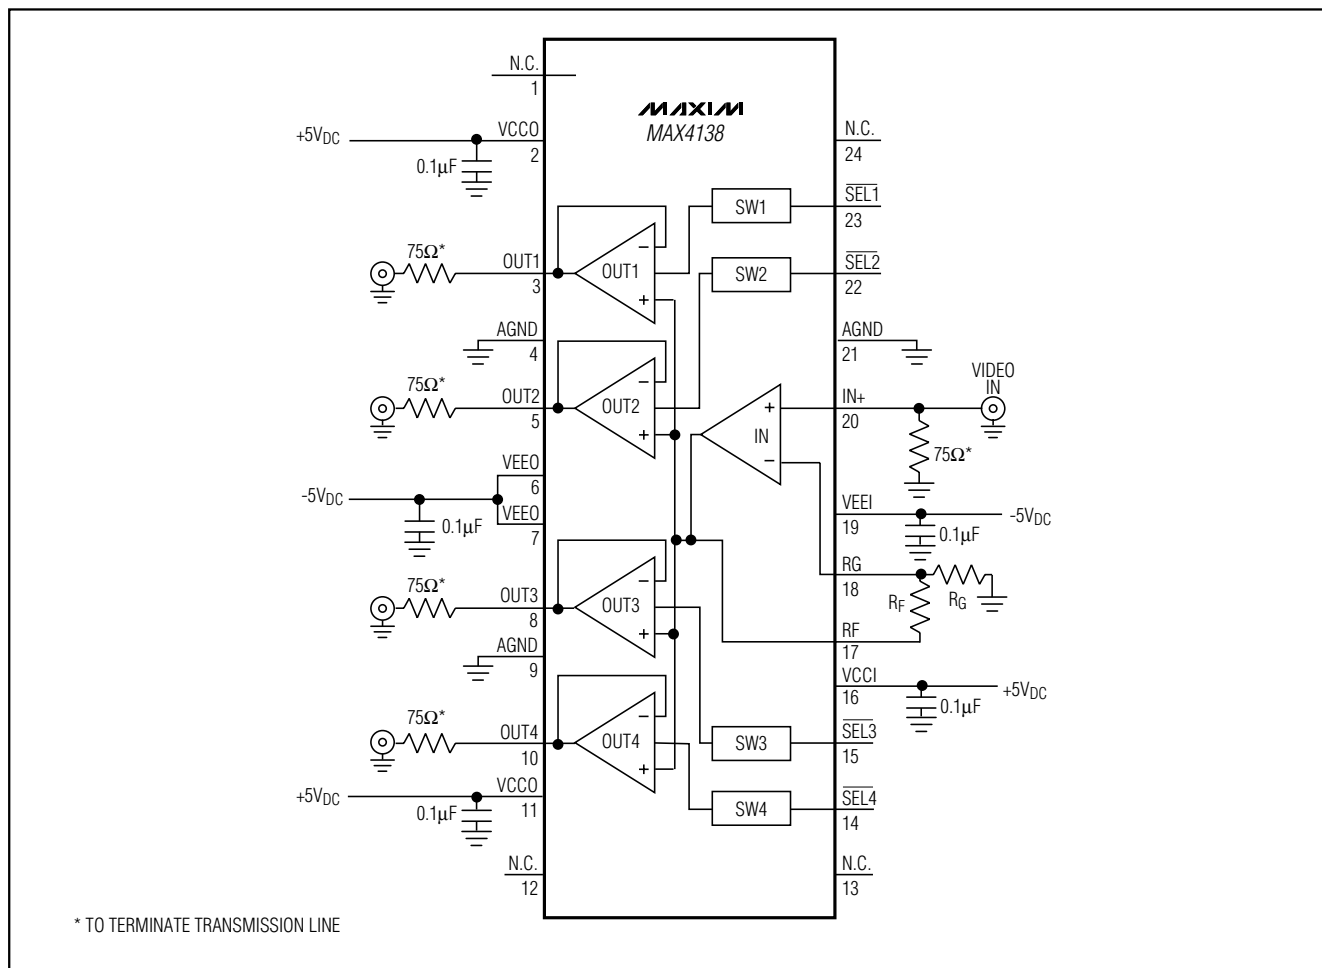 N.C.
1
MAXIM
MAX4138
+5VDC
VCCO
2
0.1µF
N.C.
24
SW1
SEL1
23
75Ω*
OUT1
3
OUT1
−
+
SW2
SEL2
22
AGND
4
AGND
21
75Ω*
OUT2
5
OUT2
−
+
VIDEO
IN
IN+
20
IN
+
−
75Ω*
-5VDC
VEEO
6
VEEO
7
0.1µF
VEEI
19
-5VDC
0.1µF
RG
18
RF
RG
75Ω*
OUT3
8
OUT3
−
+
RF
17
AGND
9
VCCI
16
+5VDC
0.1µF
75Ω*
OUT4
10
OUT4
−
+
SW3
SEL3
15
+5VDC
VCCO
11
0.1µF
SW4
SEL4
14
N.C.
12
N.C.
13
* TO TERMINATE TRANSMISSION LINE